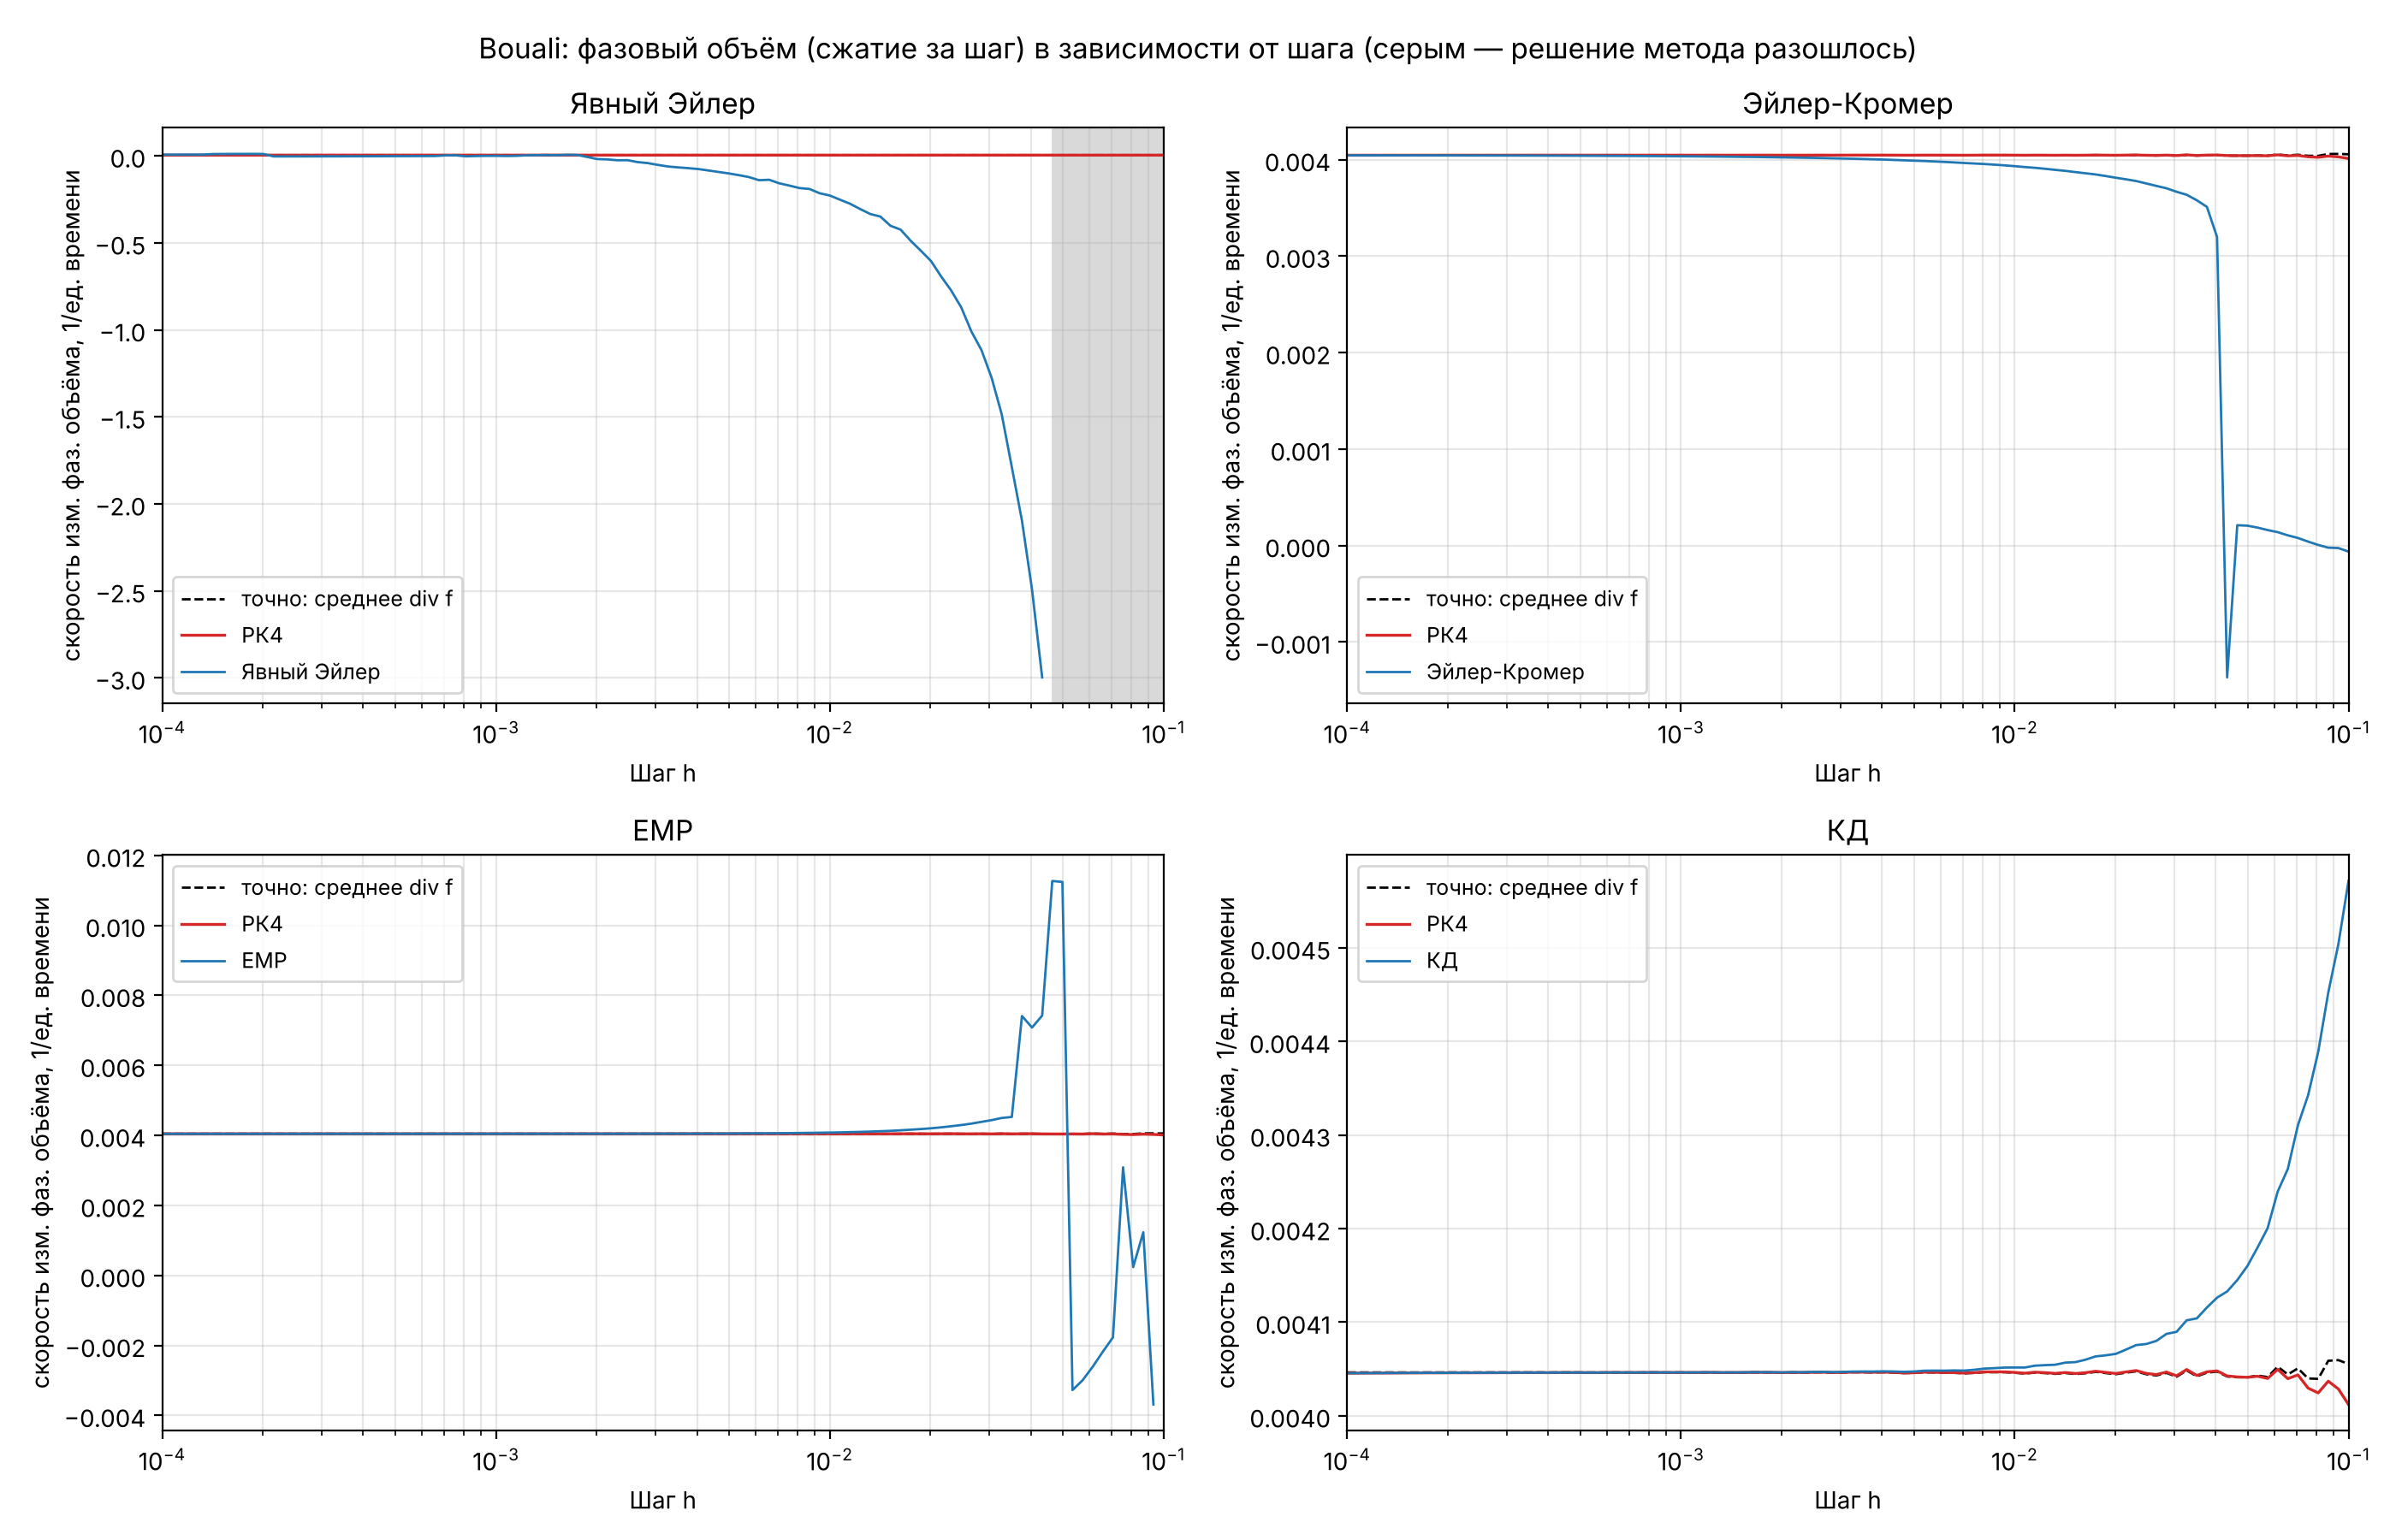 Bouali: фазовый объём (сжатие за шаг) в зависимости от шага (серым — решение метода разошлось)
Явный Эйлер
скорость изм. фаз. объёма, 1/ед. времени
0.0
−0.5
−1.0
−1.5
−2.0
−2.5
−3.0
точно: среднее div f
РК4
Явный Эйлер
10⁻⁴
10⁻³
10⁻²
10⁻¹
Шаг h
Эйлер-Кромер
скорость изм. фаз. объёма, 1/ед. времени
0.004
0.003
0.002
0.001
0.000
−0.001
точно: среднее div f
РК4
Эйлер-Кромер
10⁻⁴
10⁻³
10⁻²
10⁻¹
Шаг h
ЕМР
скорость изм. фаз. объёма, 1/ед. времени
0.012
0.010
0.008
0.006
0.004
0.002
0.000
−0.002
−0.004
точно: среднее div f
РК4
ЕМР
10⁻⁴
10⁻³
10⁻²
10⁻¹
Шаг h
КД
скорость изм. фаз. объёма, 1/ед. времени
0.0045
0.0044
0.0043
0.0042
0.0041
0.0040
точно: среднее div f
РК4
КД
10⁻⁴
10⁻³
10⁻²
10⁻¹
Шаг h